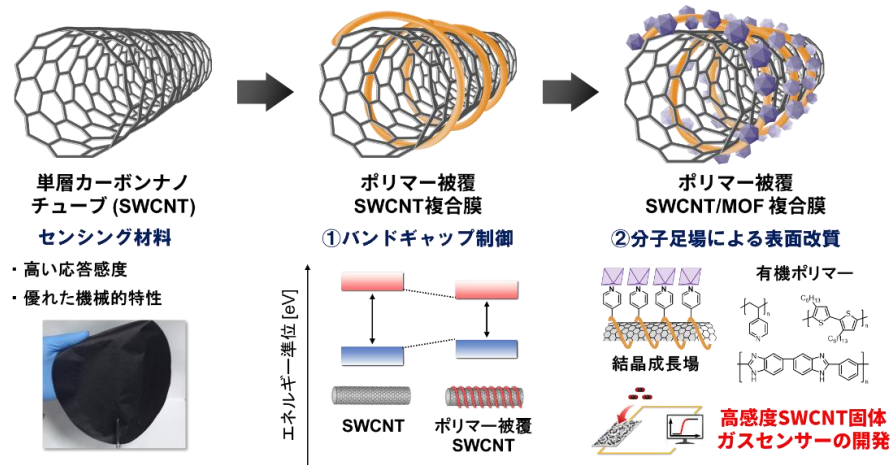 単層カーボンナノ
チューブ (SWCNT)
センシング材料
・高い応答感度
・優れた機械的特性
ポリマー被覆
SWCNT複合膜
①バンドギャップ制御
エネルギー準位 [eV]
SWCNT
ポリマー被覆
SWCNT
ポリマー被覆
SWCNT/MOF 複合膜
②分子足場による表面改質
結晶成長場
有機ポリマー
n
N
C6H13
S
S
n
C6H13
N
N
H
N
N
H
n
高感度SWCNT固体
ガスセンサーの開発